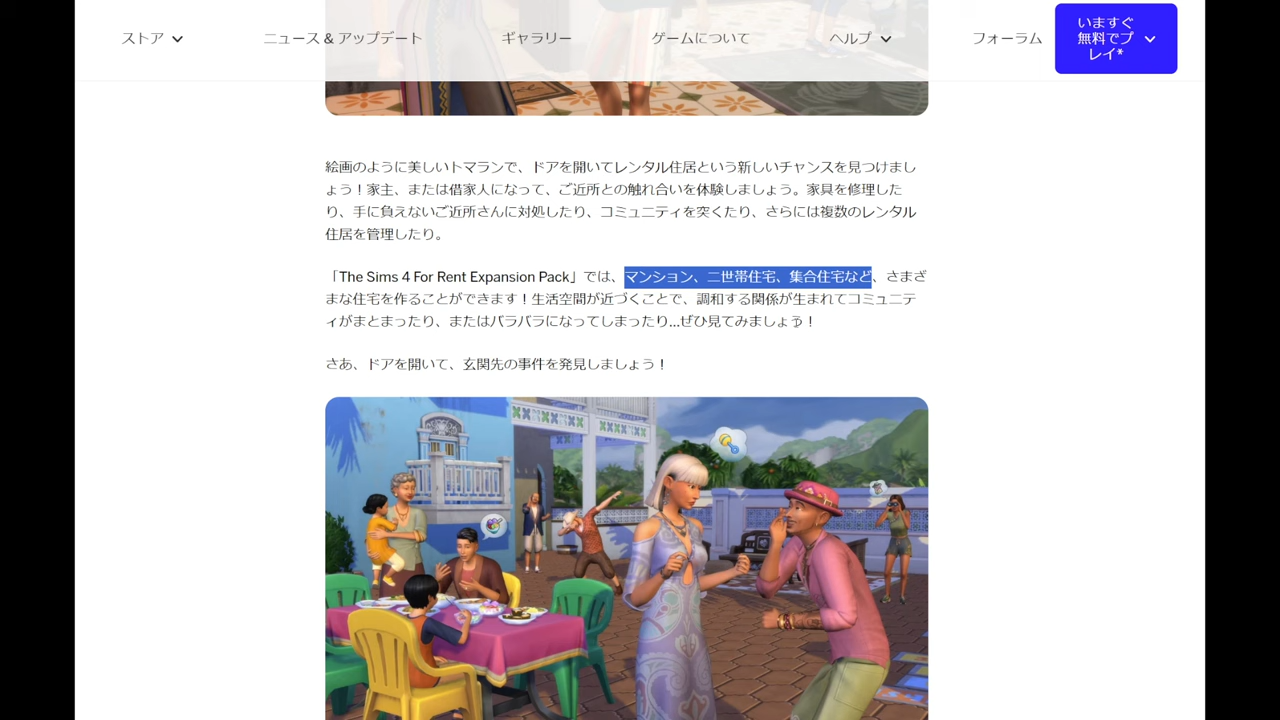 ストア
ニュース & アップデート
ギャラリー
ゲームについて
ヘルプ
フォーラム
いますぐ
無料でプ
レイ*
絵画のように美しいトマランで、ドアを開いてレンタル住居という新しいチャンスを見つけまし
ょう！家主、または借家人になって、ご近所との触れ合いを体験しましょう。家具を修理した
り、手に負えないご近所さんに対処したり、コミュニティを突くたり、さらには複数のレンタル
住居を管理したり。
「The Sims 4 For Rent Expansion Pack」では、マンション、二世帯住宅、集合住宅など、さまざ
まな住宅を作ることができます！生活空間が近づくことで、調和する関係が生まれてコミュニテ
ィがまとまったり、またはバラバラになってしまったり...ぜひ見てみましょう！
さあ、ドアを開いて、玄関先の事件を発見しましょう！